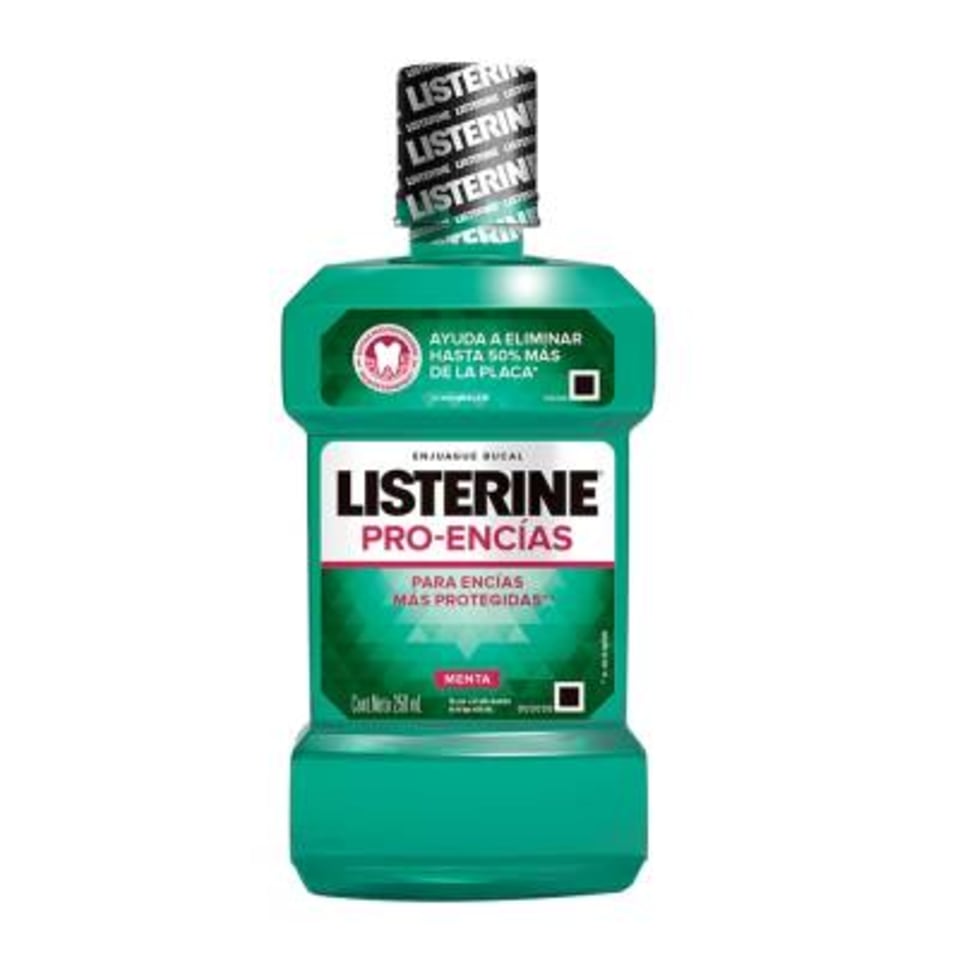 LISTERINE
LISTERINE
LISTERINE
AYUDA A ELIMINAR
HASTA 50% MÁS
DE LA PLACA*
ENJUAGUE BUCAL
LISTERINE
PRO-ENCÍAS
PARA ENCÍAS
MÁS PROTEGIDAS**
MENTA
Cont. Neto 250 mL